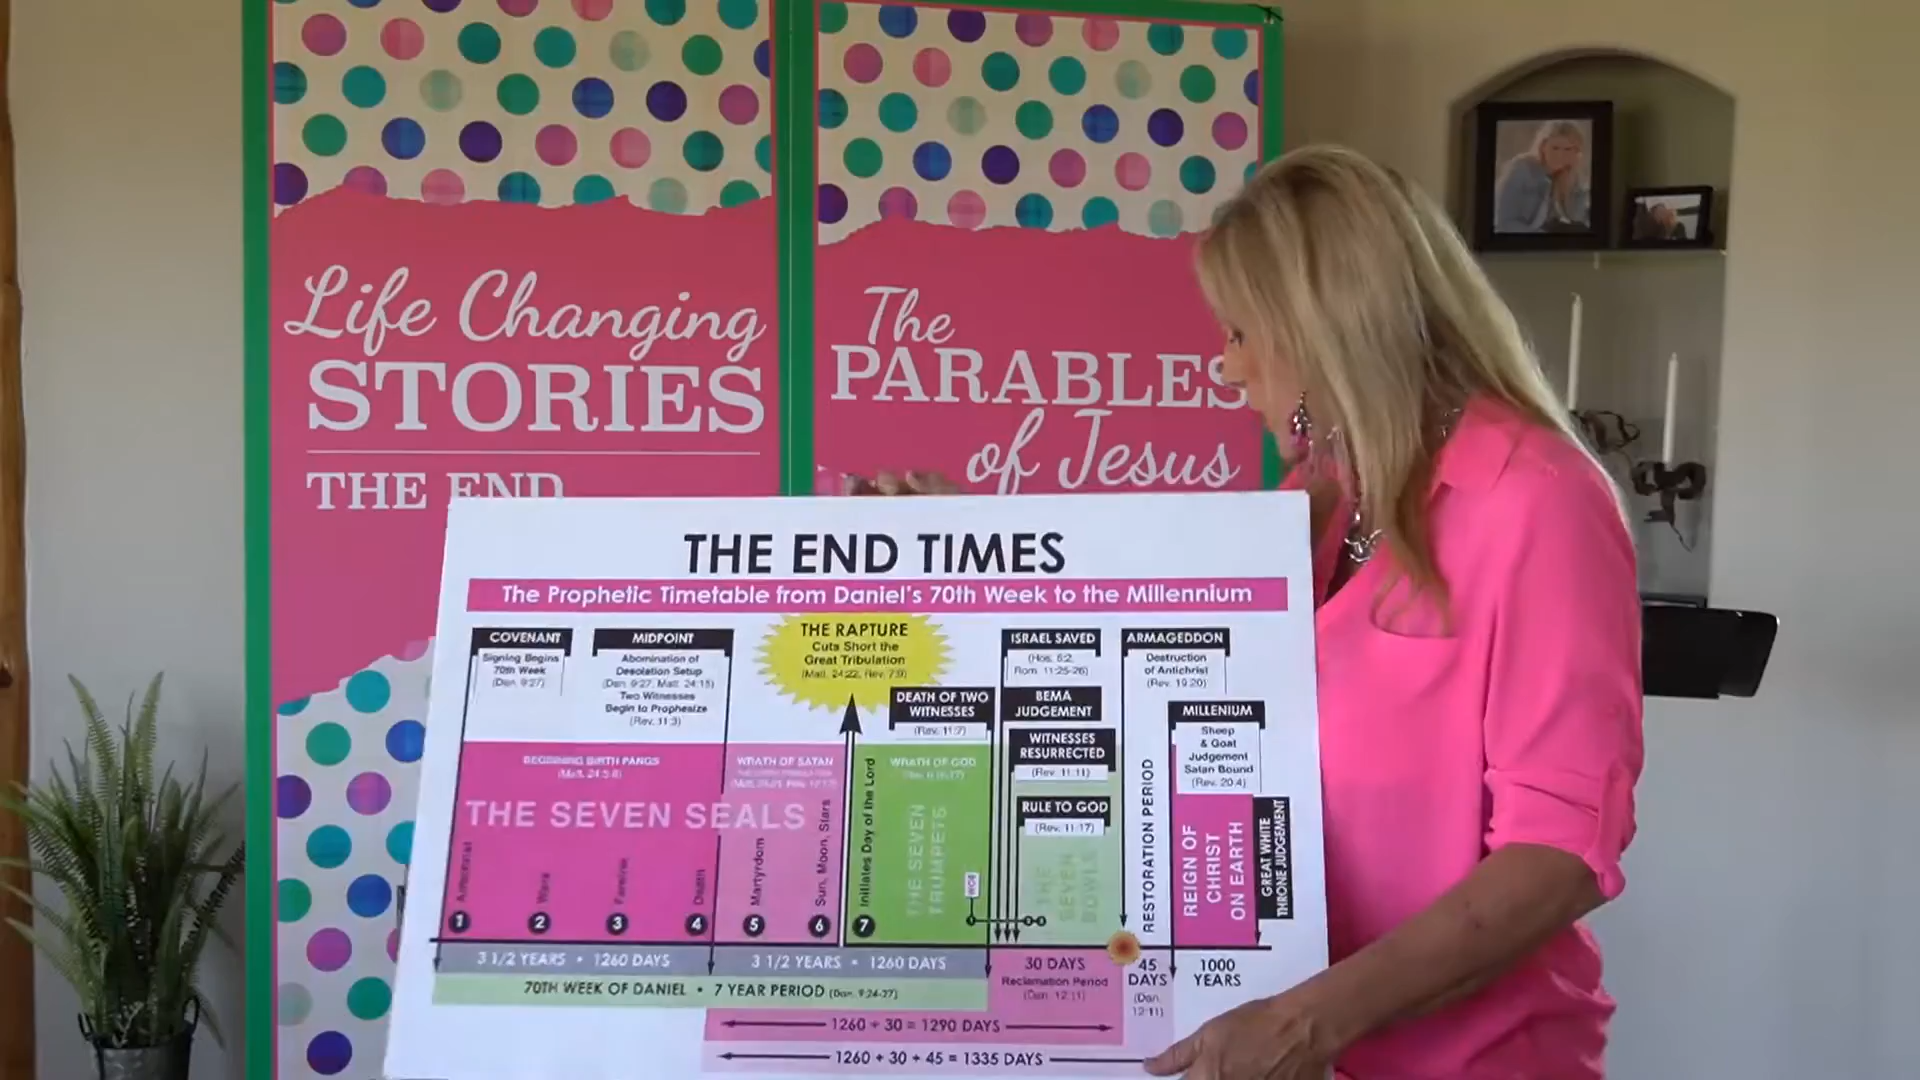 Life Changing
STORIES
THE END
The
PARABLES
of Jesus
THE END TIMES
The Prophetic Timetable from Daniel's 70th Week to the Millennium
COVENANT
Signing Begins
70th Week
(Dan. 9:27)
MIDPOINT
Abomination of
Desolation Setup
(Dan. 9:27, Matt. 24:15)
Two Witnesses
Begin to Prophesize
(Rev. 11:3)
THE RAPTURE
Cuts Short the
Great Tribulation
(Matt. 24:22, Rev. 7:9)
DEATH OF TWO
WITNESSES
(Rev. 11:7)
ISRAEL SAVED
(Hos. 6:2,
Rom. 11:25-26)
BEMA
JUDGEMENT
WITNESSES
RESURRECTED
(Rev. 11:11)
RULE TO GOD
(Rev. 11:17)
ARMAGEDDON
Destruction
of Antichrist
(Rev. 19:20)
MILLENIUM
Sheep
& Goat
Judgement
Satan Bound
(Rev. 20:4)
BEGINNING BIRTH PANGS
(Matt. 24:5-8)
WRATH OF SATAN
WRATH OF GOD
THE SEVEN SEALS
1 Antichrist
2 Wars
3 Famine
4 Death
5 Martyrdom
6 Sun, Moon, Stars
7 Initiates Day of the Lord
THE SEVEN
TRUMPETS
WOE
THE
SEVEN
BOWLS
RESTORATION PERIOD
REIGN OF
CHRIST
ON EARTH
GREAT WHITE
THRONE JUDGEMENT
3 1/2 YEARS • 1260 DAYS
3 1/2 YEARS • 1260 DAYS
30 DAYS
Reclamation Period
(Dan. 12:11)
45
DAYS
(Dan.
12:11)
1000
YEARS
70TH WEEK OF DANIEL • 7 YEAR PERIOD (Dan. 9:24-27)
1260 + 30 = 1290 DAYS
1260 + 30 + 45 = 1335 DAYS